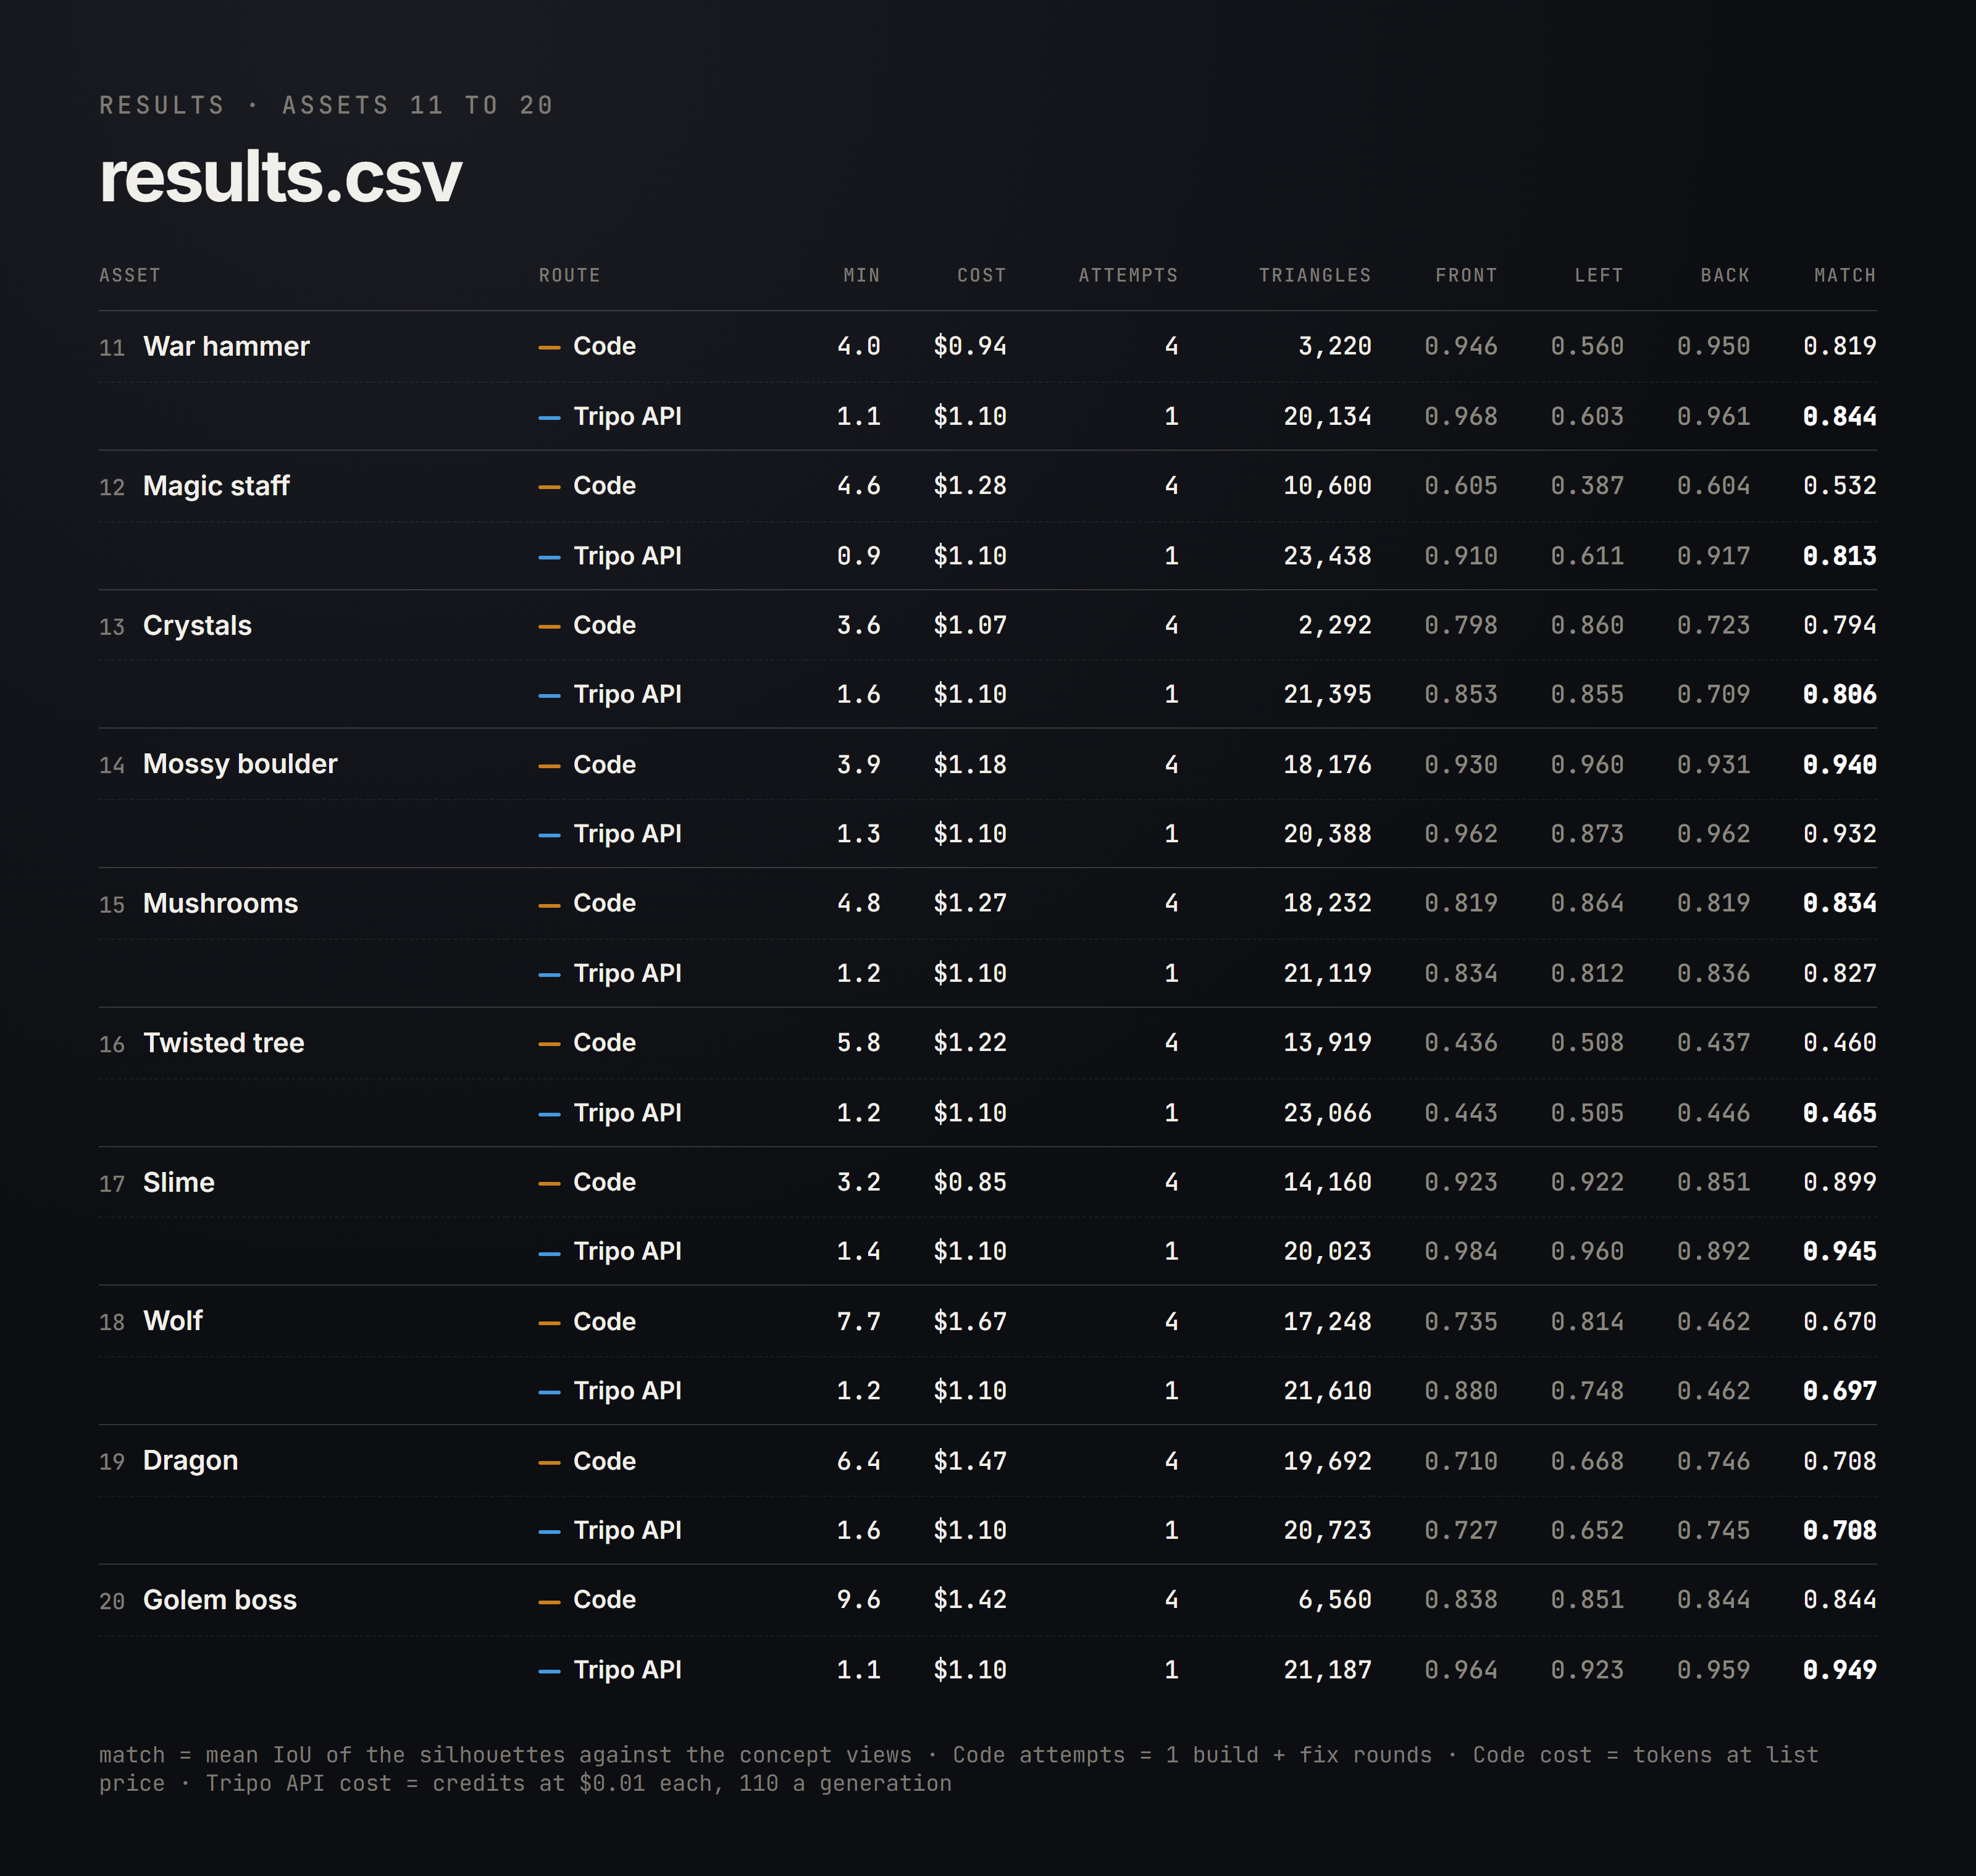 RESULTS · ASSETS 11 TO 20
results.csv
ASSET ROUTE MIN COST ATTEMPTS TRIANGLES FRONT LEFT BACK MATCH
11 War hammer Code 4.0 $0.94 4 3,220 0.946 0.560 0.950 0.819
Tripo API 1.1 $1.10 1 20,134 0.968 0.603 0.961 0.844
12 Magic staff Code 4.6 $1.28 4 10,600 0.605 0.387 0.604 0.532
Tripo API 0.9 $1.10 1 23,438 0.910 0.611 0.917 0.813
13 Crystals Code 3.6 $1.07 4 2,292 0.798 0.860 0.723 0.794
Tripo API 1.6 $1.10 1 21,395 0.853 0.855 0.709 0.806
14 Mossy boulder Code 3.9 $1.18 4 18,176 0.930 0.960 0.931 0.940
Tripo API 1.3 $1.10 1 20,388 0.962 0.873 0.962 0.932
15 Mushrooms Code 4.8 $1.27 4 18,232 0.819 0.864 0.819 0.834
Tripo API 1.2 $1.10 1 21,119 0.834 0.812 0.836 0.827
16 Twisted tree Code 5.8 $1.22 4 13,919 0.436 0.508 0.437 0.460
Tripo API 1.2 $1.10 1 23,066 0.443 0.505 0.446 0.465
17 Slime Code 3.2 $0.85 4 14,160 0.923 0.922 0.851 0.899
Tripo API 1.4 $1.10 1 20,023 0.984 0.960 0.892 0.945
18 Wolf Code 7.7 $1.67 4 17,248 0.735 0.814 0.462 0.670
Tripo API 1.2 $1.10 1 21,610 0.880 0.748 0.462 0.697
19 Dragon Code 6.4 $1.47 4 19,692 0.710 0.668 0.746 0.708
Tripo API 1.6 $1.10 1 20,723 0.727 0.652 0.745 0.708
20 Golem boss Code 9.6 $1.42 4 6,560 0.838 0.851 0.844 0.844
Tripo API 1.1 $1.10 1 21,187 0.964 0.923 0.959 0.949
match = mean IoU of the silhouettes against the concept views · Code attempts = 1 build + fix rounds · Code cost = tokens at list
price · Tripo API cost = credits at $0.01 each, 110 a generation